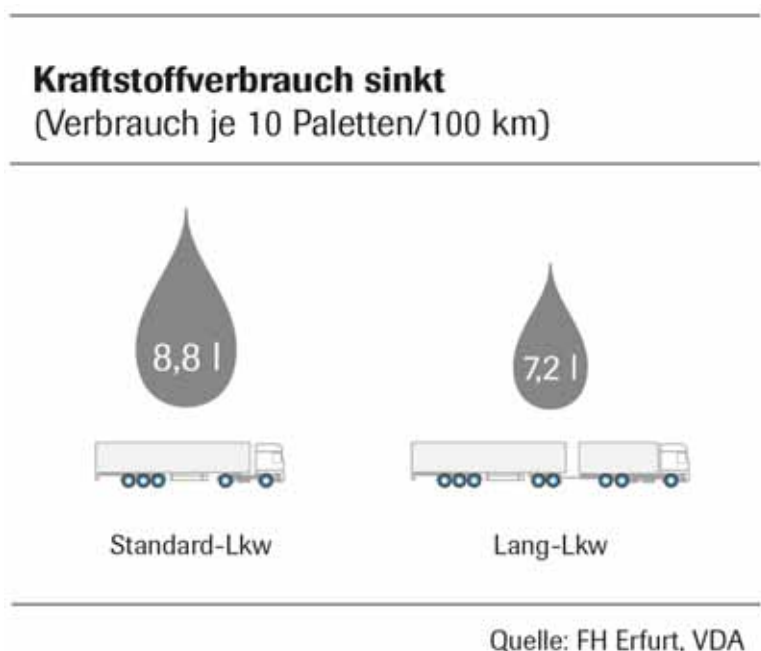 Kraftstoffverbrauch sinkt
(Verbrauch je 10 Paletten/100 km)
8,8 l
7,2 l
Standard-Lkw
Lang-Lkw
Quelle: FH Erfurt, VDA